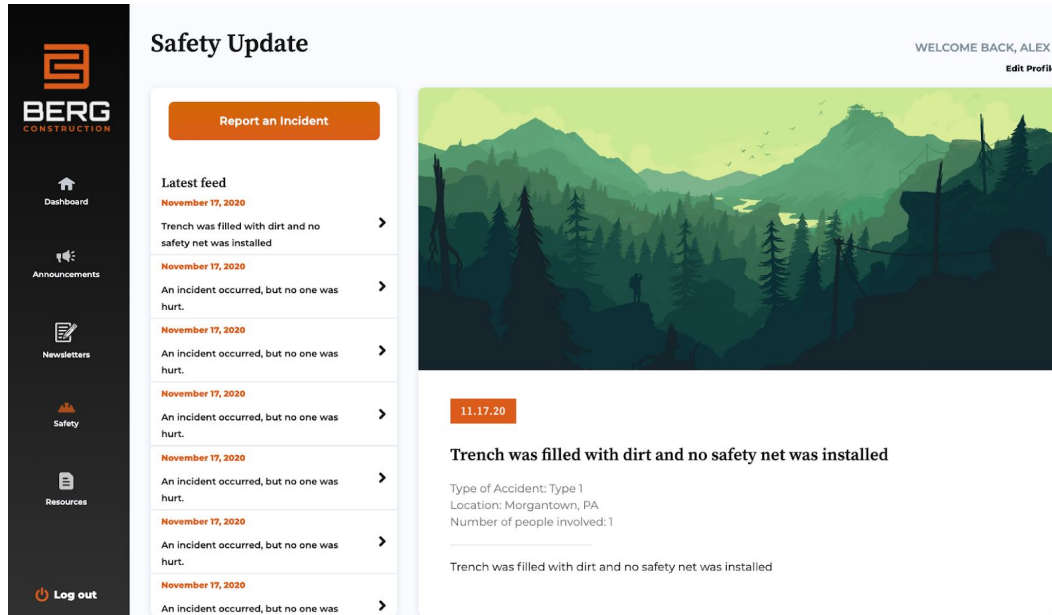 BERG
CONSTRUCTION
Dashboard
Announcements
Newsletters
Safety
Resources
Log out
Safety Update
WELCOME BACK, ALEX
Edit Profile
Report an Incident
Latest feed
November 17, 2020
Trench was filled with dirt and no
safety net was installed
November 17, 2020
An incident occurred, but no one was
hurt.
November 17, 2020
An incident occurred, but no one was
hurt.
November 17, 2020
An incident occurred, but no one was
hurt.
November 17, 2020
An incident occurred, but no one was
hurt.
November 17, 2020
An incident occurred, but no one was
hurt.
November 17, 2020
An incident occurred, but no one was
11.17.20
Trench was filled with dirt and no safety net was installed
Type of Accident: Type 1
Location: Morgantown, PA
Number of people involved: 1
Trench was filled with dirt and no safety net was installed